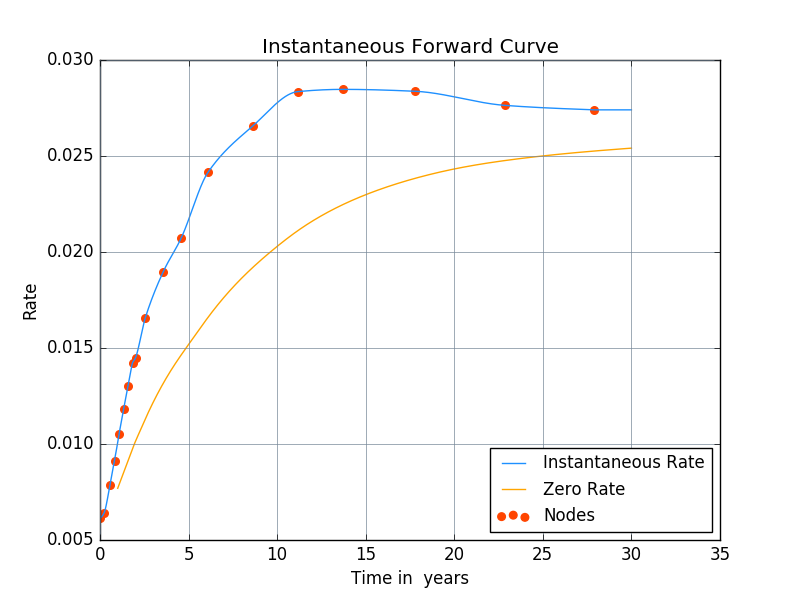 Instantaneous Forward Curve
0.030
0.025
0.020
0.015
0.010
0.005
Rate
0 5 10 15 20 25 30 35
Time in  years
Instantaneous Rate
Zero Rate
Nodes